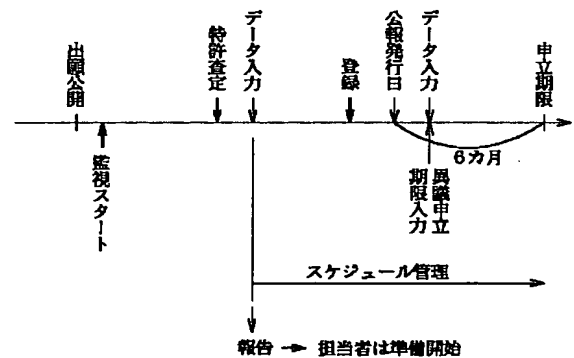 出願公開
特許査定
データ入力
登録
公報発行日
データ入力
申立期限
監視スタート
6カ月
異議申立
期限入力
スケジュール管理
報告 → 担当者は準備開始